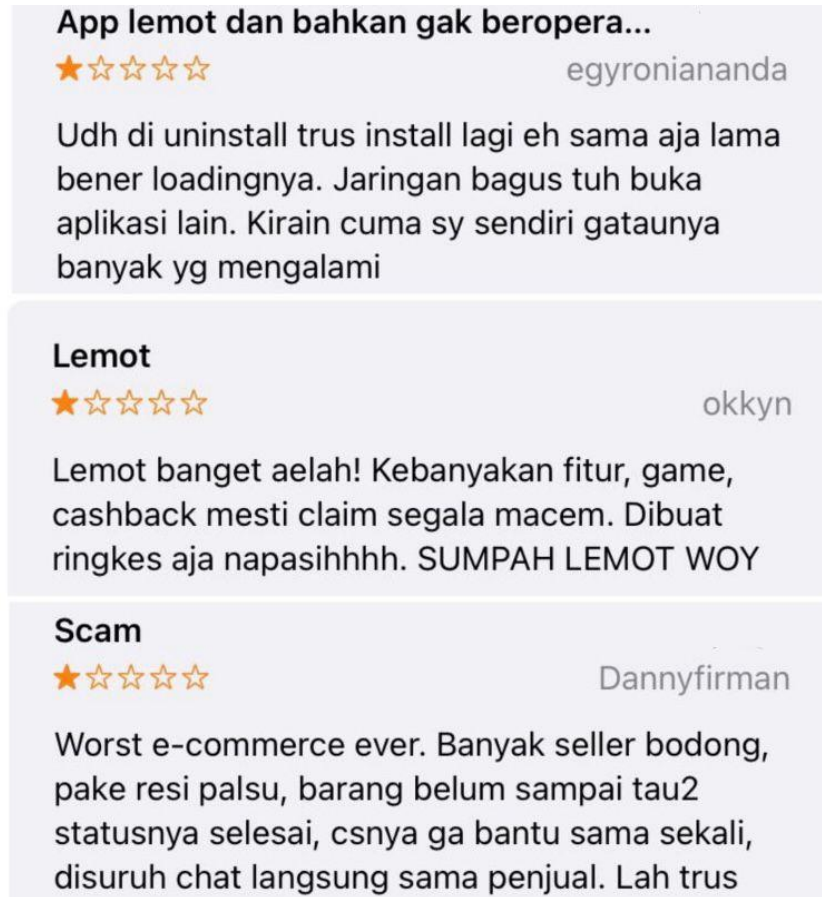 App lemot dan bahkan gak beropera...
egyroniananda
Udh di uninstall trus install lagi eh sama aja lama
bener loadingnya. Jaringan bagus tuh buka
aplikasi lain. Kirain cuma sy sendiri gataunya
banyak yg mengalami
Lemot
okkyn
Lemot banget aelah! Kebanyakan fitur, game,
cashback mesti claim segala macem. Dibuat
ringkes aja napasihhhh. SUMPAH LEMOT WOY
Scam
Dannyfirman
Worst e-commerce ever. Banyak seller bodong,
pake resi palsu, barang belum sampai tau2
statusnya selesai, csnya ga bantu sama sekali,
disuruh chat langsung sama penjual. Lah trus